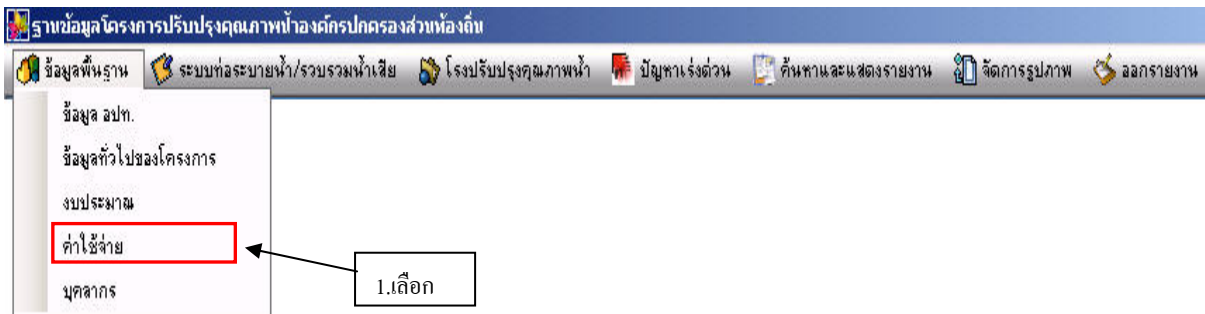 ฐานข้อมูลโครงการปรับปรุงคุณภาพน้ำองค์กรปกครองส่วนท้องถิ่น
ข้อมูลพื้นฐาน ระบบท่อระบายน้ำ/รวบรวมน้ำเสีย โรงปรับปรุงคุณภาพน้ำ ปัญหาเร่งด่วน ค้นหาและแสดงรายงาน จัดการรูปภาพ ออกรายงาน
ข้อมูล อปท.
ข้อมูลทั่วไปของโครงการ
งบประมาณ
ค่าใช้จ่าย
1.เลือก
บุคลากร